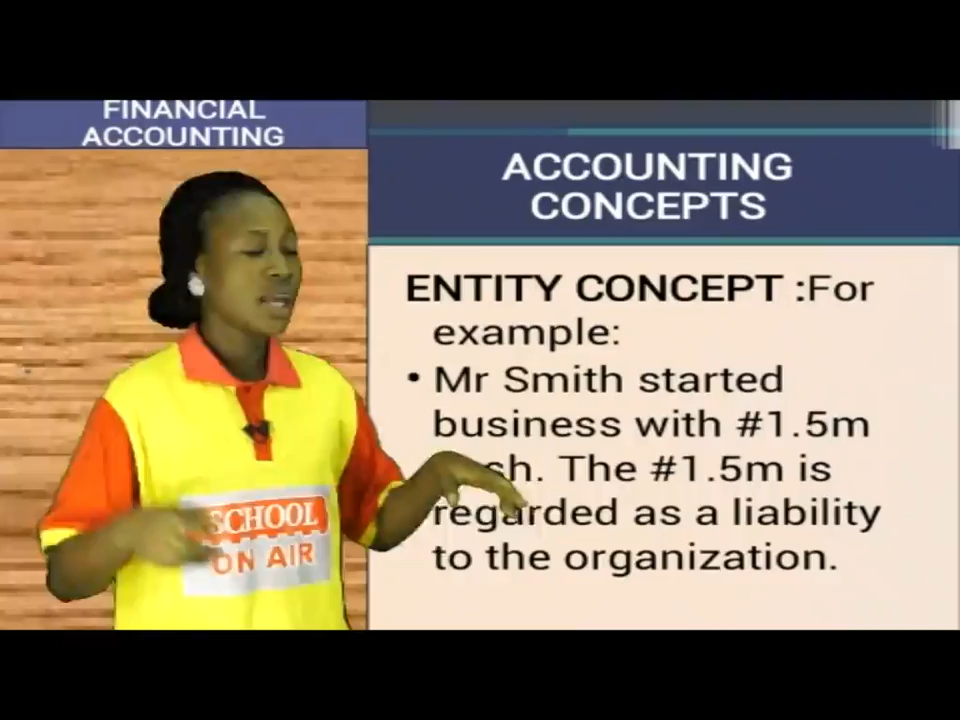 FINANCIAL
ACCOUNTING
ACCOUNTING
CONCEPTS
ENTITY CONCEPT :For
example:
• Mr Smith started
business with #1.5m
The #1.5m is
regarded as a liability
to the organization.
SCHOOL
ON AIR